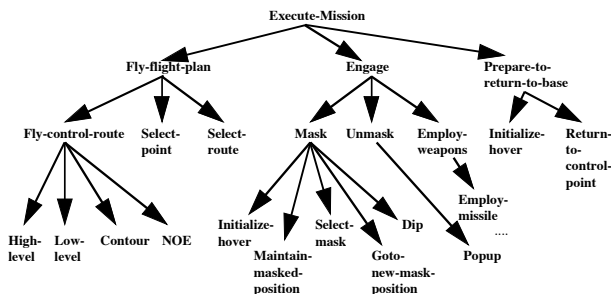 Execute-Mission
Fly-flight-plan
Engage
Prepare-to-
return-to-base
Fly-control-route
Select-
point
Select-
route
Mask
Unmask
Employ-
weapons
Initialize-
hover
Return-
to-
control-
point
High-
level
Low-
level
Contour
NOE
Initialize-
hover
Maintain-
masked-
position
Select-
mask
Goto-
new-mask-
position
Dip
Employ-
missile
....
Popup